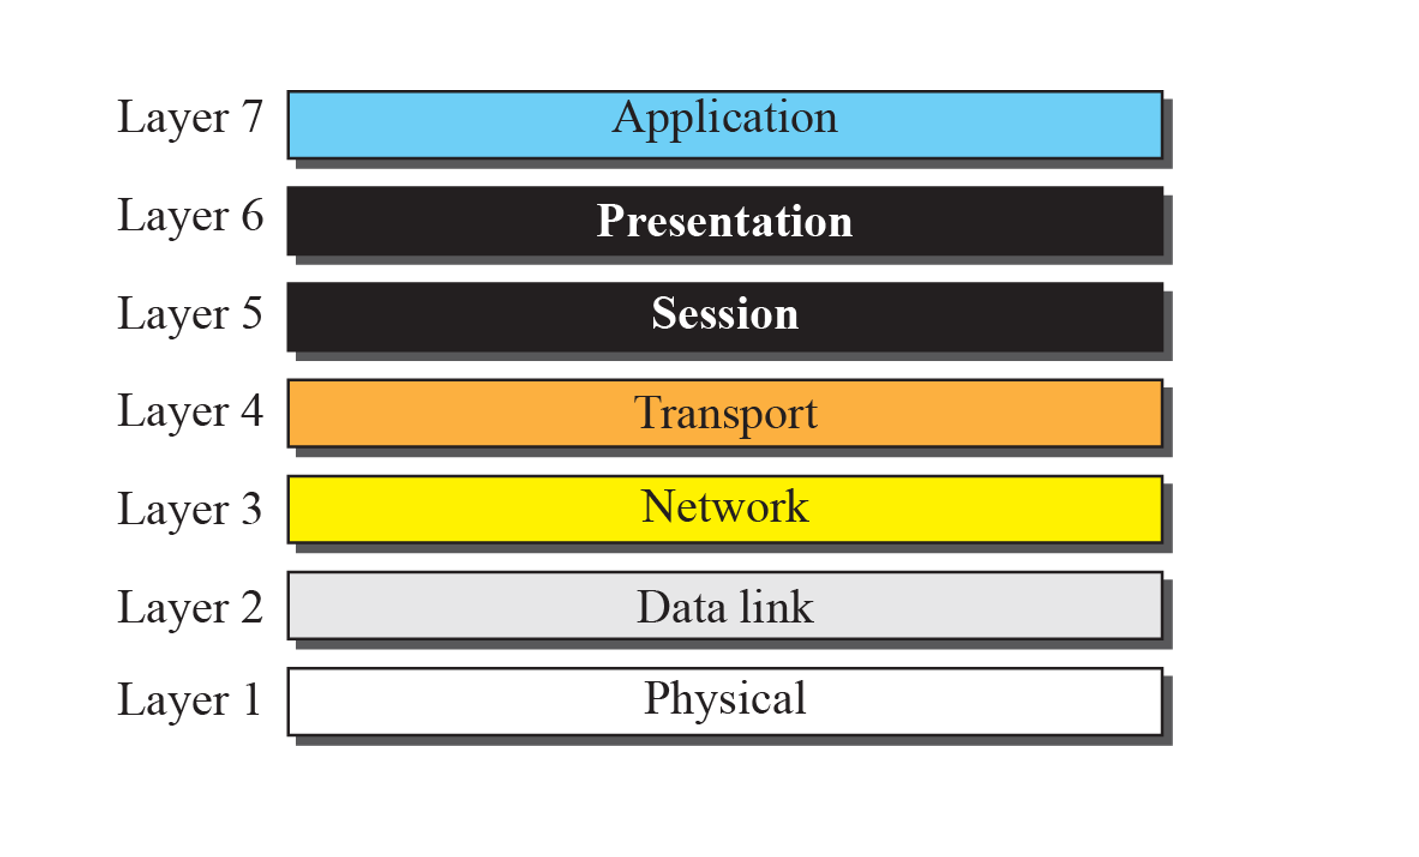 Layer 7 Application
Layer 6 Presentation
Layer 5 Session
Layer 4 Transport
Layer 3 Network
Layer 2 Data link
Layer 1 Physical